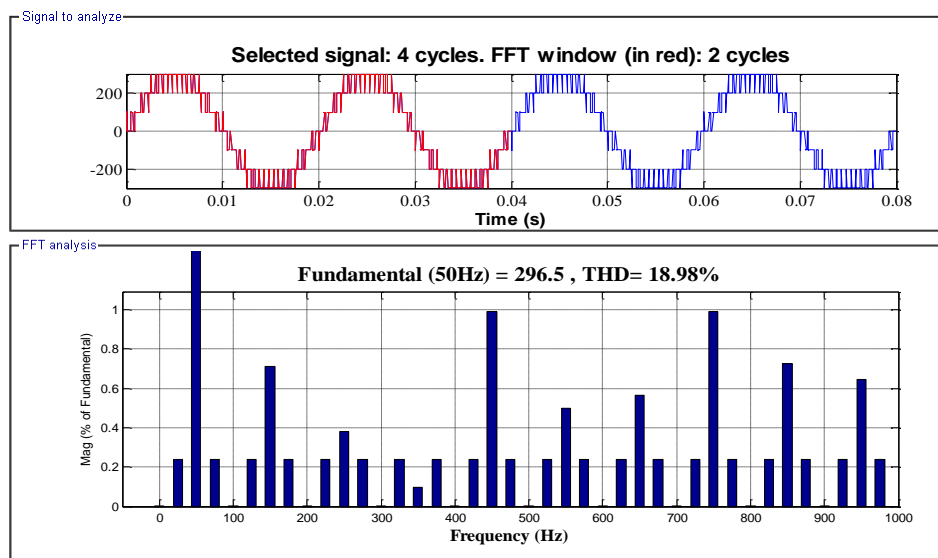 Signal to analyze
Selected signal: 4 cycles. FFT window (in red): 2 cycles
200
0
-200
0 0.01 0.02 0.03 0.04 0.05 0.06 0.07 0.08
Time (s)
FFT analysis
Fundamental (50Hz) = 296.5 , THD= 18.98%
Mag (% of Fundamental)
1
0.8
0.6
0.4
0.2
0
0 100 200 300 400 500 600 700 800 900 1000
Frequency (Hz)